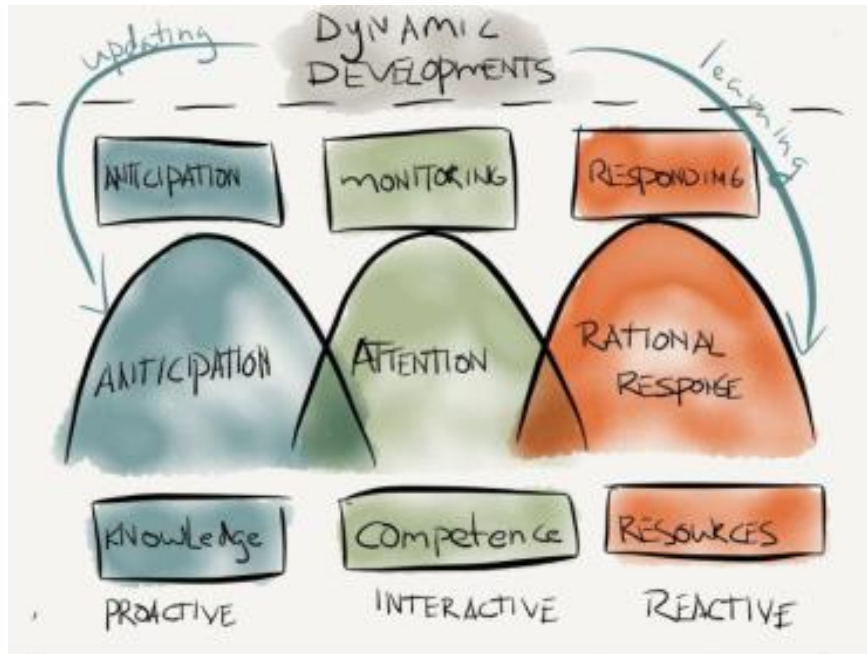 updating
DYNAMIC
DEVELOPMENTS
learning
ANTICIPATION
MONITORING
RESPONDING
ANTICIPATION
ATTENTION
RATIONAL
RESPONSE
Knowledge
Competence
RESOURCES
PROACTIVE
INTERACTIVE
REACTIVE